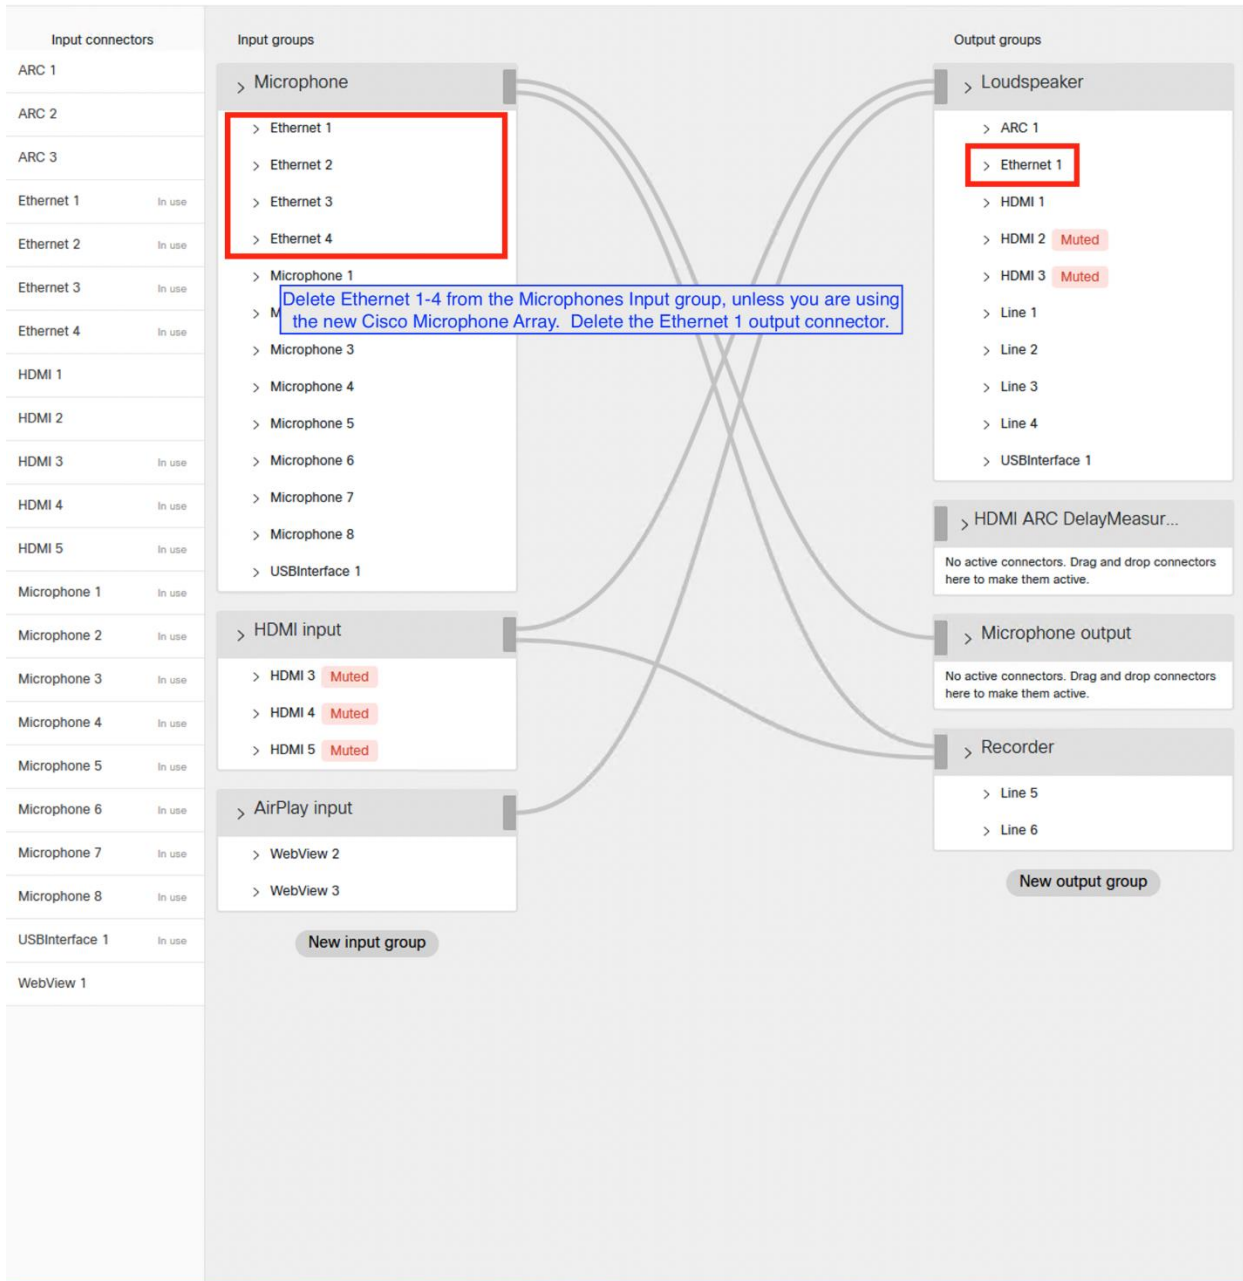 Input connectors
ARC 1
ARC 2
ARC 3
Ethernet 1 In use
Ethernet 2 In use
Ethernet 3 In use
Ethernet 4 In use
HDMI 1
HDMI 2
HDMI 3 In use
HDMI 4 In use
HDMI 5 In use
Microphone 1 In use
Microphone 2 In use
Microphone 3 In use
Microphone 4 In use
Microphone 5 In use
Microphone 6 In use
Microphone 7 In use
Microphone 8 In use
USBInterface 1 In use
WebView 1
Input groups
Microphone
Ethernet 1
Ethernet 2
Ethernet 3
Ethernet 4
Microphone 1
Delete Ethernet 1-4 from the Microphones Input group, unless you are using
the new Cisco Microphone Array. Delete the Ethernet 1 output connector.
Microphone 3
Microphone 4
Microphone 5
Microphone 6
Microphone 7
Microphone 8
USBInterface 1
HDMI input
HDMI 3 Muted
HDMI 4 Muted
HDMI 5 Muted
AirPlay input
WebView 2
WebView 3
New input group
Output groups
Loudspeaker
ARC 1
Ethernet 1
HDMI 1
HDMI 2 Muted
HDMI 3 Muted
Line 1
Line 2
Line 3
Line 4
USBInterface 1
HDMI ARC DelayMeasur...
No active connectors. Drag and drop connectors
here to make them active.
Microphone output
No active connectors. Drag and drop connectors
here to make them active.
Recorder
Line 5
Line 6
New output group